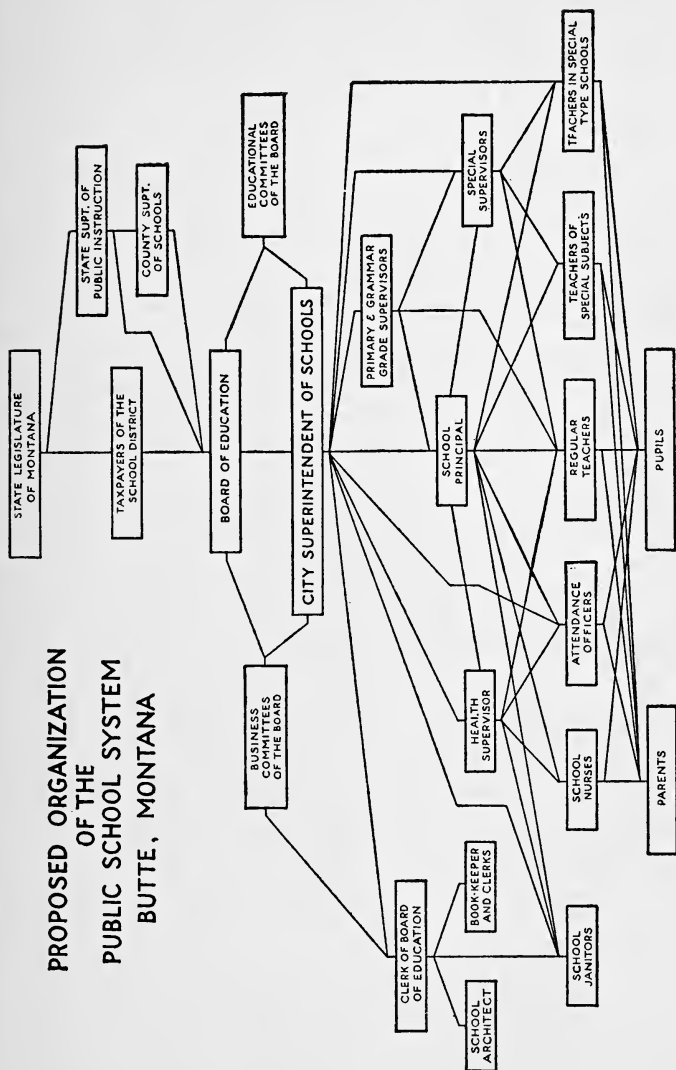 PROPOSED ORGANIZATION
OF THE
PUBLIC SCHOOL SYSTEM
BUTTE, MONTANA
STATE LEGISLATURE
OF MONTANA
STATE SUPT. OF
PUBLIC INSTRUCTION
COUNTY SUPT.
OF SCHOOLS
TAXPAYERS OF THE
SCHOOL DISTRICT
BOARD OF EDUCATION
BUSINESS
COMMITTEES
OF THE BOARD
EDUCATIONAL
COMMITTEES
OF THE BOARD
CITY SUPERINTENDENT OF SCHOOLS
PRIMARY & GRAMMAR
GRADE SUPERVISORS
CLERK OF BOARD
OF EDUCATION
HEALTH
SUPERVISOR
SCHOOL
PRINCIPAL
SPECIAL
SUPERVISORS
SCHOOL
ARCHITECT
BOOK-KEEPER
AND CLERKS
SCHOOL
JANITORS
SCHOOL
NURSES
ATTENDANCE
OFFICERS
REGULAR
TEACHERS
TEACHERS OF
SPECIAL SUBJECTS
TEACHERS IN SPECIAL
TYPE SCHOOLS
PARENTS
PUPILS